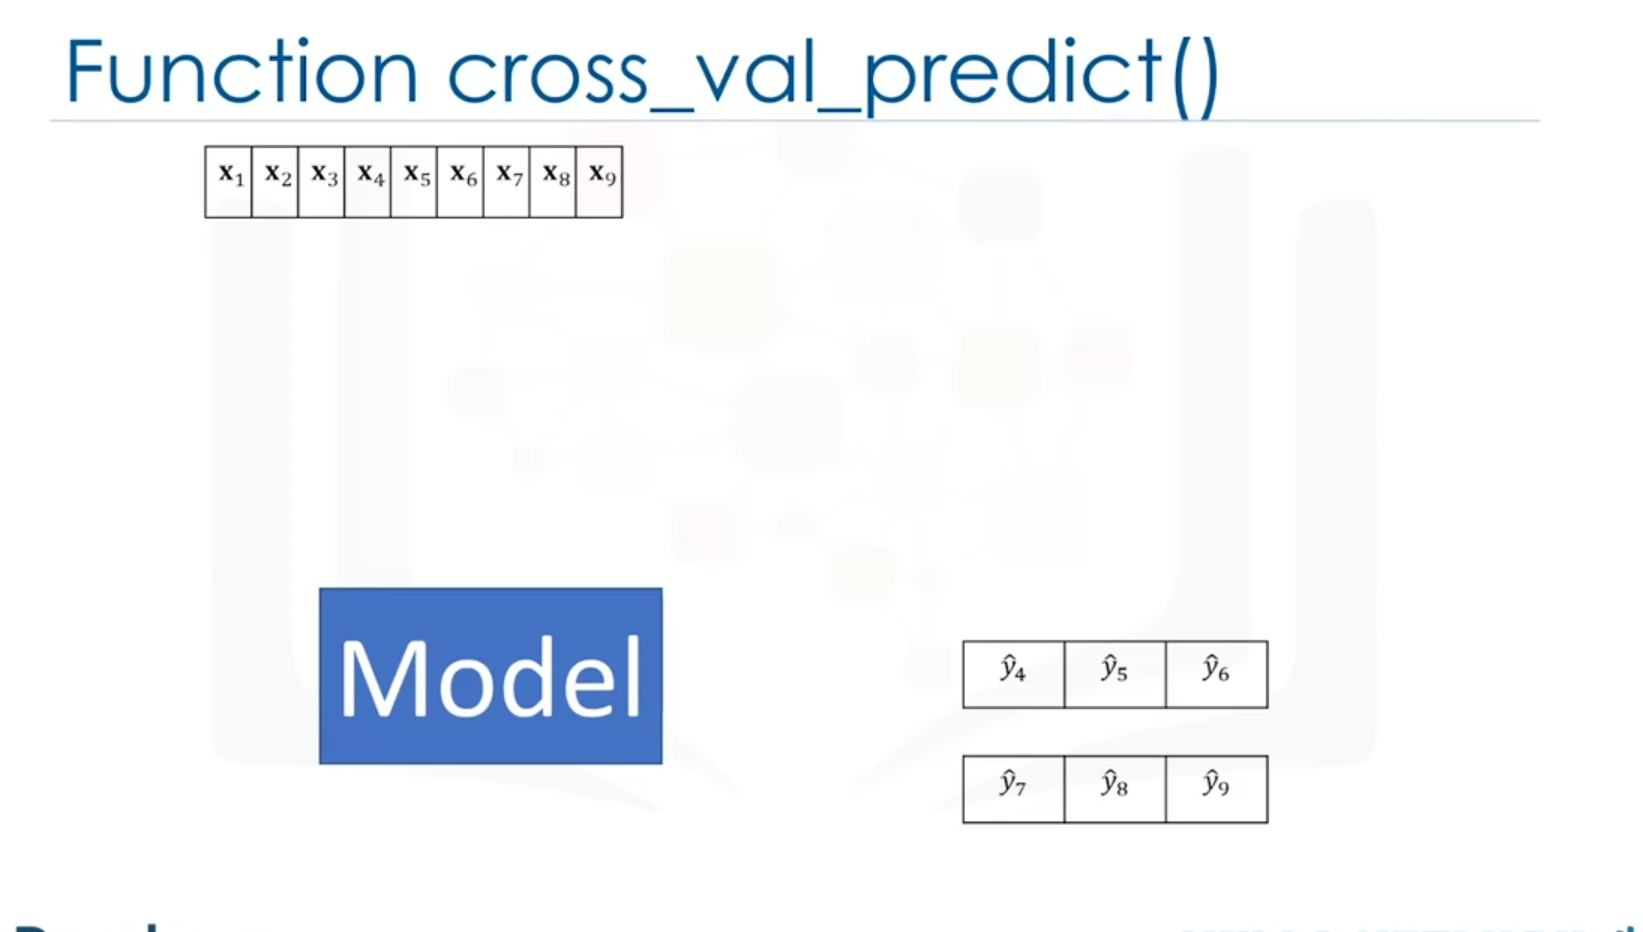 Function cross_val_predict()
x₁ x₂ x₃ x₄ x₅ x₆ x₇ x₈ x₉
Model
ŷ₄ ŷ₅ ŷ₆
ŷ₇ ŷ₈ ŷ₉